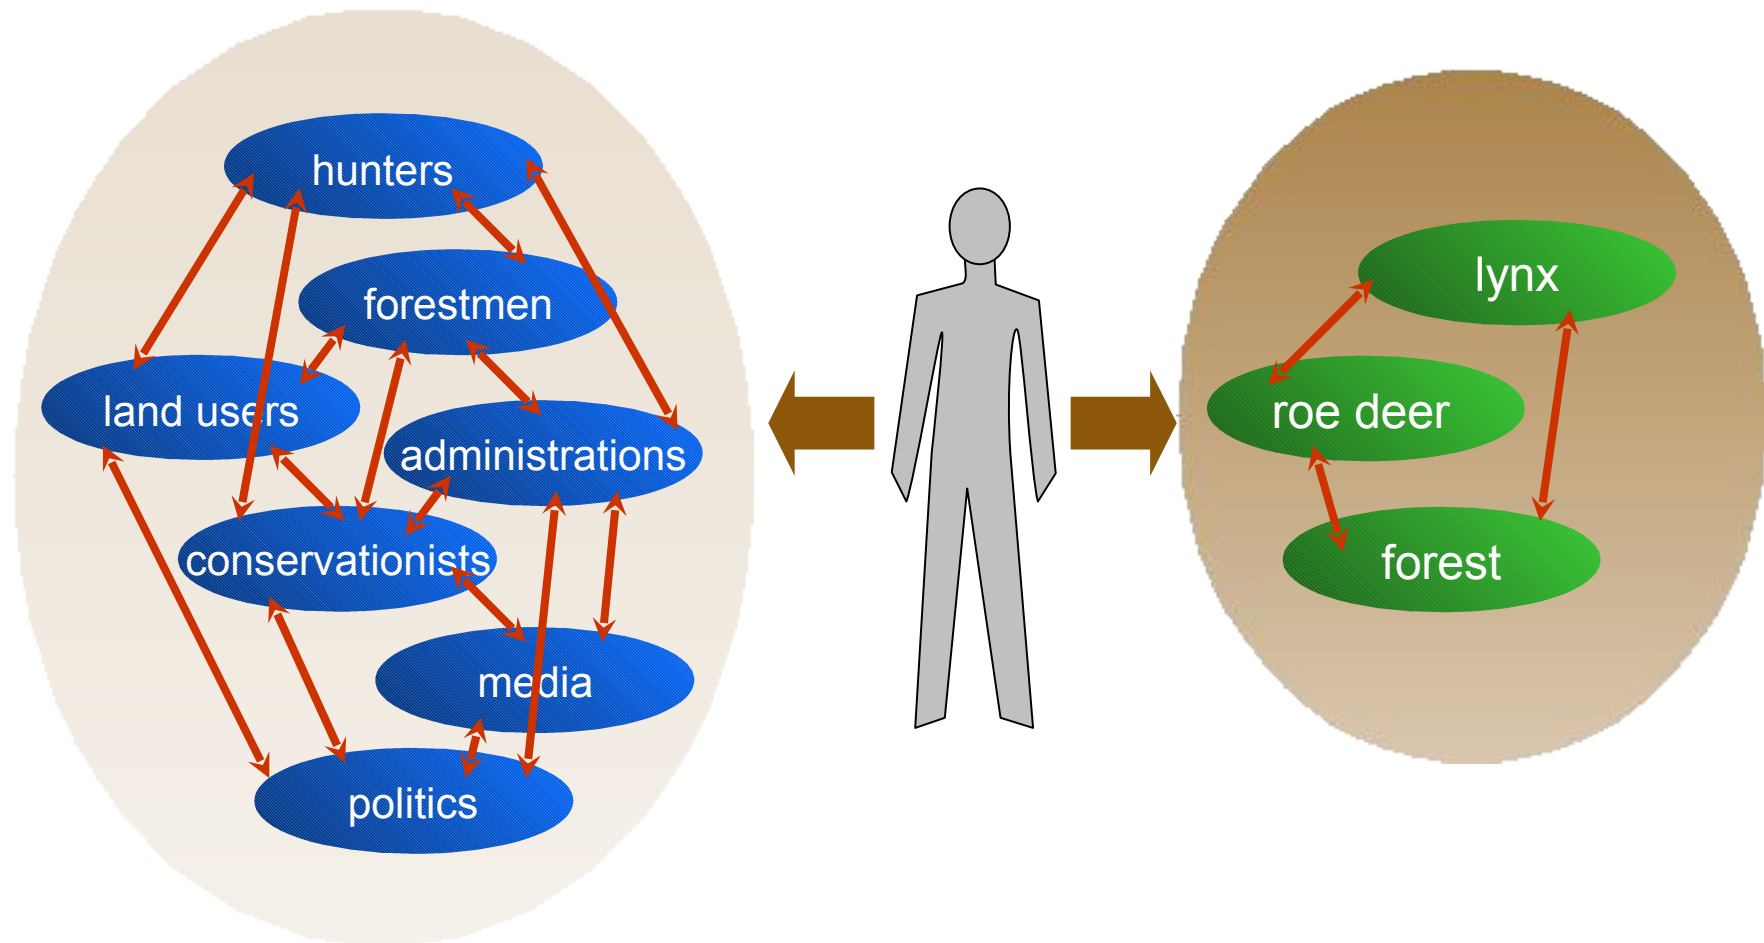 hunters
forestmen
land users
administrations
conservationists
media
politics
lynx
roe deer
forest